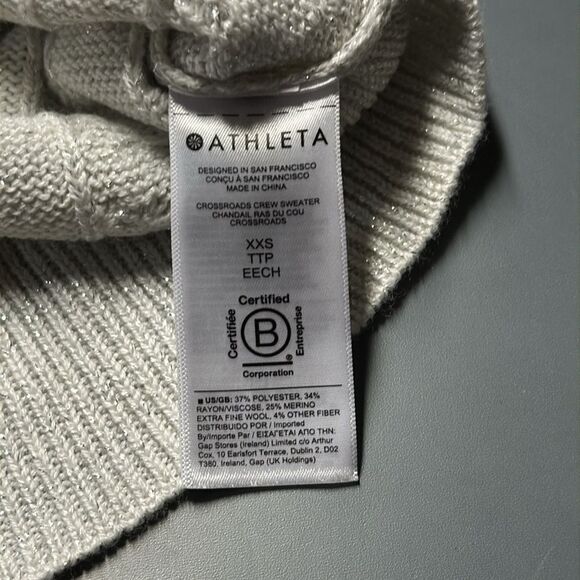 ATHLETA
DESIGNED IN SAN FRANCISCO
CONÇU À SAN FRANCISCO
MADE IN CHINA
CROSSROADS CREW SWEATER
CHANDAIL RAS DU COU
CROSSROADS
XXS
TTP
EECH
Certified
Certifiée
B
Entreprise
®
Corporation
■ US/GB: 37% POLYESTER, 34%
RAYON/VISCOSE, 25% MERINO
EXTRA FINE WOOL, 4% OTHER FIBER
DISTRIBUIDO POR / Imported
By/Importe Par / ΕΙΣΑΓΕΤΑΙ ΑΠΟ ΤΗΝ:
Gap Stores (Ireland) Limited c/o Arthur
Cox, 10 Earlsfort Terrace, Dublin 2, D02
T380, Ireland, Gap (UK Holdings)